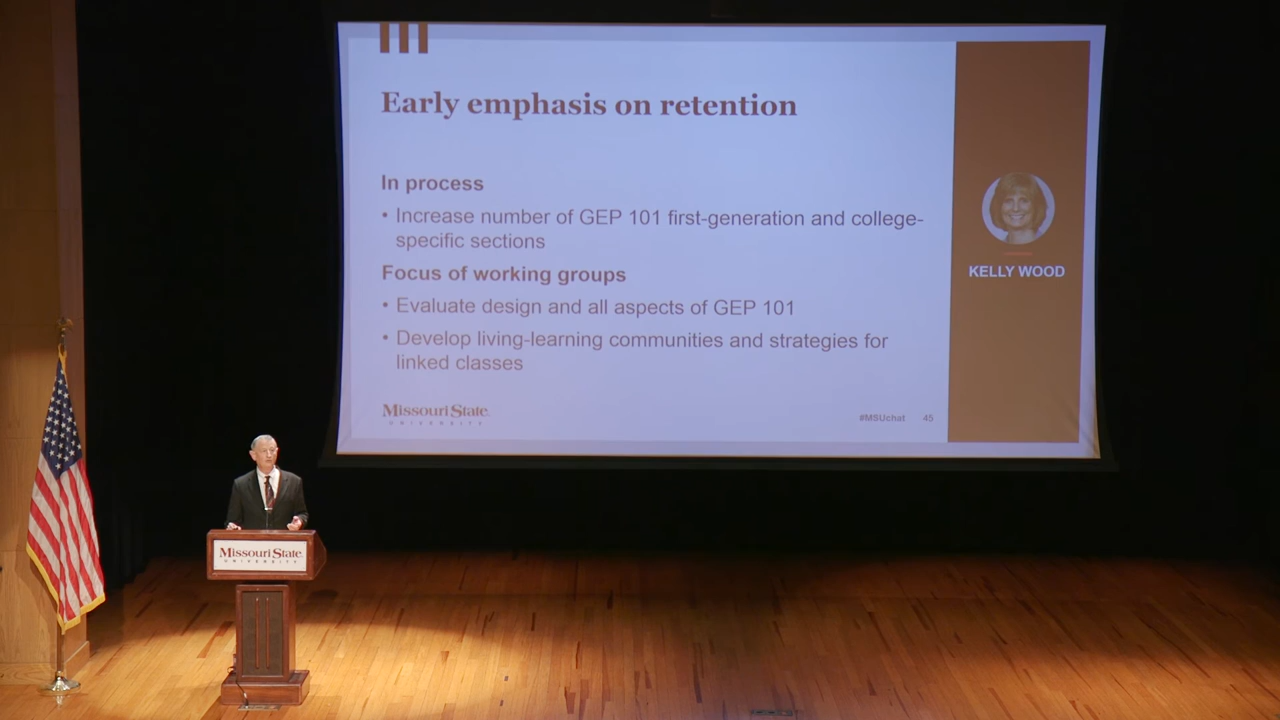 Early emphasis on retention
In process
• Increase number of GEP 101 first-generation and college-
specific sections
Focus of working groups
• Evaluate design and all aspects of GEP 101
• Develop living-learning communities and strategies for
linked classes
Missouri State
UNIVERSITY
#MSUchat 45
KELLY WOOD
Missouri State
UNIVERSITY